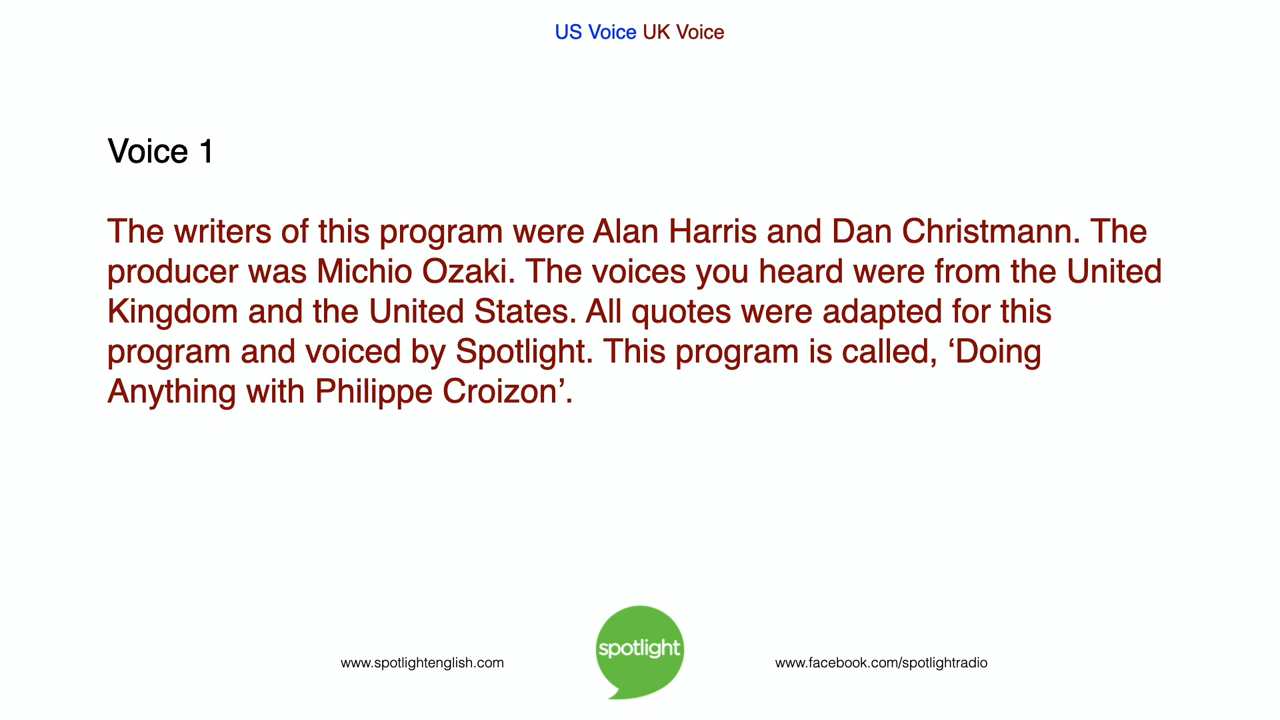 US Voice UK Voice
Voice 1
The writers of this program were Alan Harris and Dan Christmann. The
producer was Michio Ozaki. The voices you heard were from the United
Kingdom and the United States. All quotes were adapted for this
program and voiced by Spotlight. This program is called, ‘Doing
Anything with Philippe Croizon’.
spotlight
www.spotlightenglish.com
www.facebook.com/spotlightradio